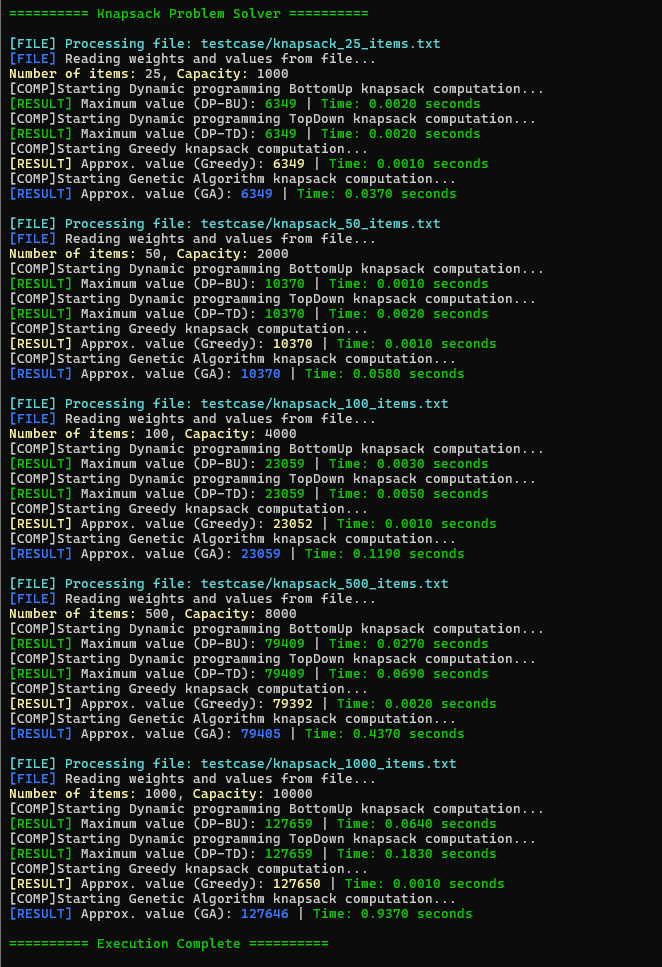 ========== Knapsack Problem Solver ==========
[FILE] Processing file: testcase/knapsack_25_items.txt
[FILE] Reading weights and values from file...
Number of items: 25, Capacity: 1000
[COMP]Starting Dynamic programming BottomUp knapsack computation...
[RESULT] Maximum value (DP-BU): 6349 | Time: 0.0020 seconds
[COMP]Starting Dynamic programming TopDown knapsack computation...
[RESULT] Maximum value (DP-TD): 6349 | Time: 0.0020 seconds
[COMP]Starting Greedy knapsack computation...
[RESULT] Approx. value (Greedy): 6349 | Time: 0.0010 seconds
[COMP]Starting Genetic Algorithm knapsack computation...
[RESULT] Approx. value (GA): 6349 | Time: 0.0370 seconds
[FILE] Processing file: testcase/knapsack_50_items.txt
[FILE] Reading weights and values from file...
Number of items: 50, Capacity: 2000
[COMP]Starting Dynamic programming BottomUp knapsack computation...
[RESULT] Maximum value (DP-BU): 10370 | Time: 0.0010 seconds
[COMP]Starting Dynamic programming TopDown knapsack computation...
[RESULT] Maximum value (DP-TD): 10370 | Time: 0.0020 seconds
[COMP]Starting Greedy knapsack computation...
[RESULT] Approx. value (Greedy): 10370 | Time: 0.0010 seconds
[COMP]Starting Genetic Algorithm knapsack computation...
[RESULT] Approx. value (GA): 10370 | Time: 0.0580 seconds
[FILE] Processing file: testcase/knapsack_100_items.txt
[FILE] Reading weights and values from file...
Number of items: 100, Capacity: 4000
[COMP]Starting Dynamic programming BottomUp knapsack computation...
[RESULT] Maximum value (DP-BU): 23059 | Time: 0.0030 seconds
[COMP]Starting Dynamic programming TopDown knapsack computation...
[RESULT] Maximum value (DP-TD): 23059 | Time: 0.0050 seconds
[COMP]Starting Greedy knapsack computation...
[RESULT] Approx. value (Greedy): 23052 | Time: 0.0010 seconds
[COMP]Starting Genetic Algorithm knapsack computation...
[RESULT] Approx. value (GA): 23059 | Time: 0.1190 seconds
[FILE] Processing file: testcase/knapsack_500_items.txt
[FILE] Reading weights and values from file...
Number of items: 500, Capacity: 8000
[COMP]Starting Dynamic programming BottomUp knapsack computation...
[RESULT] Maximum value (DP-BU): 79409 | Time: 0.0270 seconds
[COMP]Starting Dynamic programming TopDown knapsack computation...
[RESULT] Maximum value (DP-TD): 79409 | Time: 0.0690 seconds
[COMP]Starting Greedy knapsack computation...
[RESULT] Approx. value (Greedy): 79392 | Time: 0.0020 seconds
[COMP]Starting Genetic Algorithm knapsack computation...
[RESULT] Approx. value (GA): 79405 | Time: 0.4370 seconds
[FILE] Processing file: testcase/knapsack_1000_items.txt
[FILE] Reading weights and values from file...
Number of items: 1000, Capacity: 10000
[COMP]Starting Dynamic programming BottomUp knapsack computation...
[RESULT] Maximum value (DP-BU): 127659 | Time: 0.0640 seconds
[COMP]Starting Dynamic programming TopDown knapsack computation...
[RESULT] Maximum value (DP-TD): 127659 | Time: 0.1830 seconds
[COMP]Starting Greedy knapsack computation...
[RESULT] Approx. value (Greedy): 127650 | Time: 0.0010 seconds
[COMP]Starting Genetic Algorithm knapsack computation...
[RESULT] Approx. value (GA): 127646 | Time: 0.9370 seconds
========== Execution Complete ==========